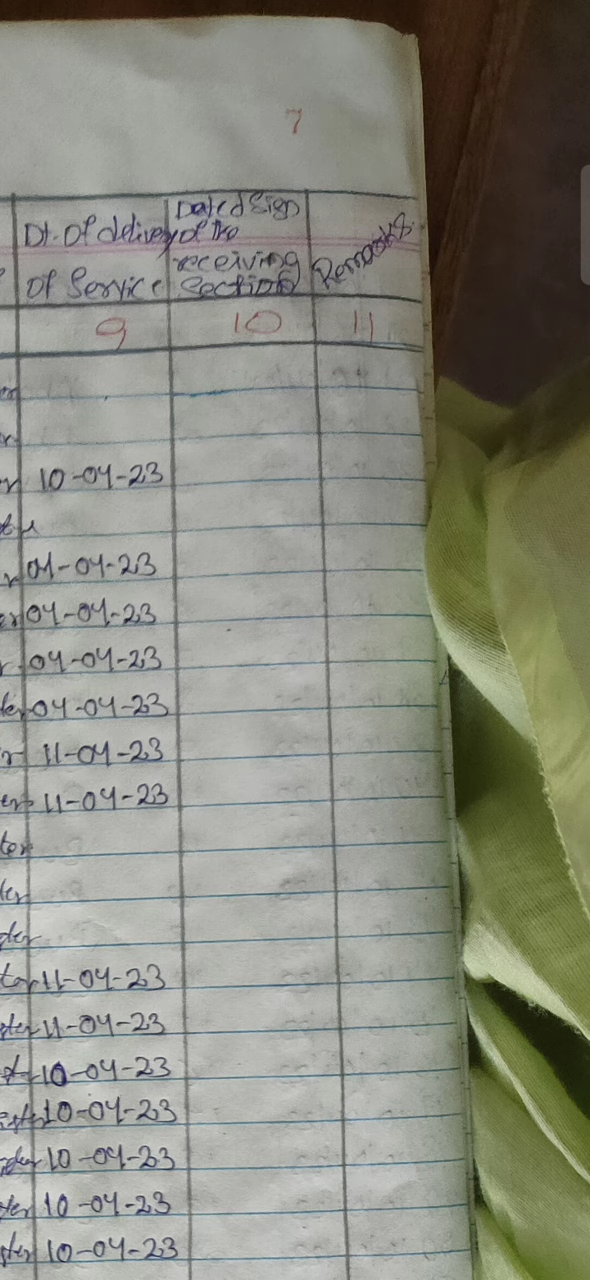 7
Dt. Of delivery Of Service
Dated Sign of the receiving Section
Remarks.
9 10 11
10-04-23
04-04-23
04-04-23
04-04-23
04-04-23
11-04-23
11-04-23
ter
der
11-04-23
11-04-23
10-04-23
10-04-23
10-04-23
10-04-23
10-04-23